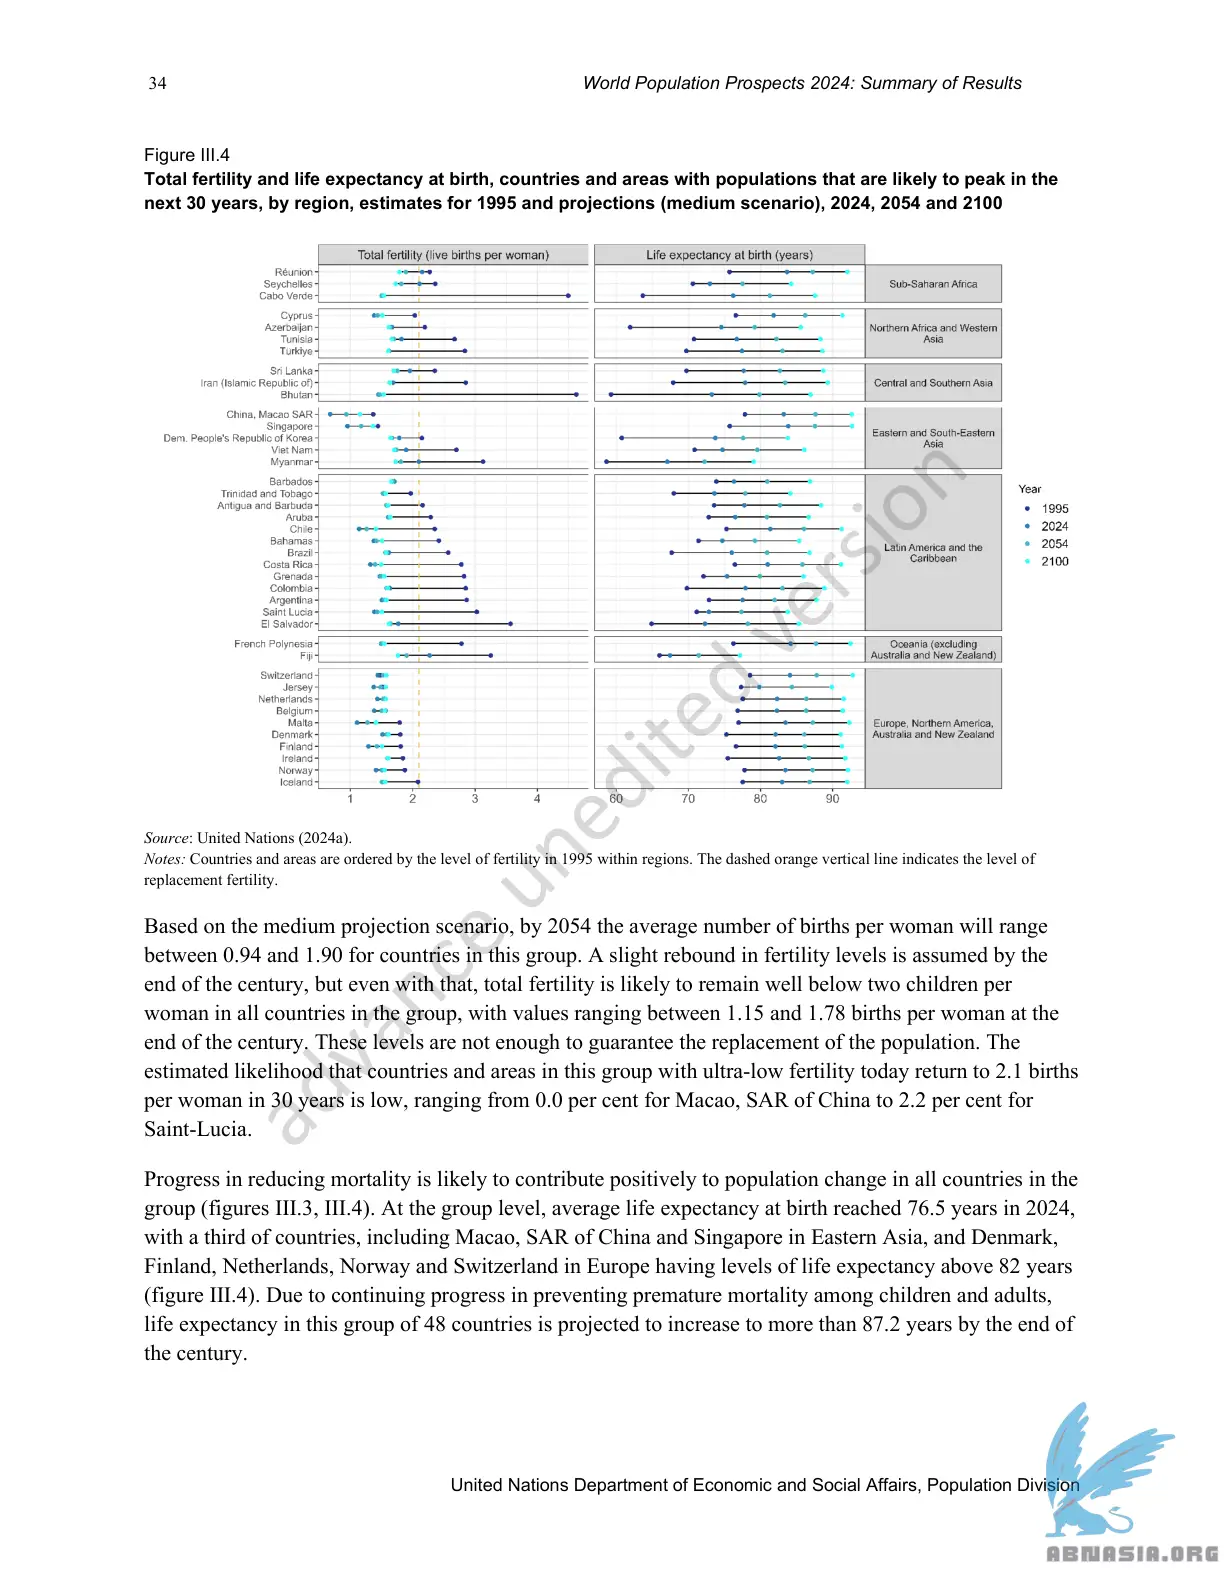 34
World Population Prospects 2024: Summary of Results
Figure III.4
Total fertility and life expectancy at birth, countries and areas with populations that are likely to peak in the
next 30 years, by region, estimates for 1995 and projections (medium scenario), 2024, 2054 and 2100
Total fertility (live births per woman)
Life expectancy at birth (years)
Réunion
Seychelles
Cabo Verde
Sub-Saharan Africa
Cyprus
Azerbaijan
Tunisia
Türkiye
Northern Africa and Western
Asia
Sri Lanka
Iran (Islamic Republic of)
Bhutan
Central and Southern Asia
China, Macao SAR
Singapore
Dem. People's Republic of Korea
Viet Nam
Myanmar
Eastern and South-Eastern
Asia
Barbados
Trinidad and Tobago
Antigua and Barbuda
Aruba
Chile
Bahamas
Brazil
Costa Rica
Grenada
Colombia
Argentina
Saint Lucia
El Salvador
Latin America and the
Caribbean
French Polynesia
Fiji
Oceania (excluding
Australia and New Zealand)
Switzerland
Jersey
Netherlands
Belgium
Malta
Denmark
Finland
Ireland
Norway
Iceland
Europe, Northern America,
Australia and New Zealand
1 2 3 4
60 70 80 90
Year
1995
2024
2054
2100
Source: United Nations (2024a).
Notes: Countries and areas are ordered by the level of fertility in 1995 within regions. The dashed orange vertical line indicates the level of
replacement fertility.
Based on the medium projection scenario, by 2054 the average number of births per woman will range
between 0.94 and 1.90 for countries in this group. A slight rebound in fertility levels is assumed by the
end of the century, but even with that, total fertility is likely to remain well below two children per
woman in all countries in the group, with values ranging between 1.15 and 1.78 births per woman at the
end of the century. These levels are not enough to guarantee the replacement of the population. The
estimated likelihood that countries and areas in this group with ultra-low fertility today return to 2.1 births
per woman in 30 years is low, ranging from 0.0 per cent for Macao, SAR of China to 2.2 per cent for
Saint-Lucia.
Progress in reducing mortality is likely to contribute positively to population change in all countries in the
group (figures III.3, III.4). At the group level, average life expectancy at birth reached 76.5 years in 2024,
with a third of countries, including Macao, SAR of China and Singapore in Eastern Asia, and Denmark,
Finland, Netherlands, Norway and Switzerland in Europe having levels of life expectancy above 82 years
(figure III.4). Due to continuing progress in preventing premature mortality among children and adults,
life expectancy in this group of 48 countries is projected to increase to more than 87.2 years by the end of
the century.
advance unedited version
United Nations Department of Economic and Social Affairs, Population Division
ABNASIA.ORG